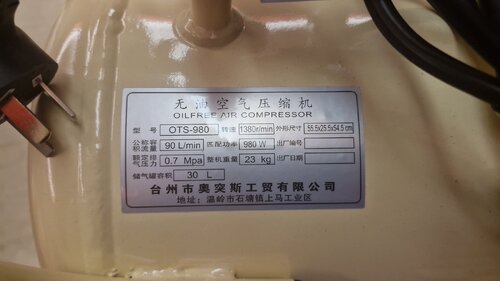 无油空气压缩机
OILFREE AIR COMPRESSOR
型号 OTS-980 转速 1380r/min 外形尺寸 55.5x25.5x54.5 cm
公称容积流量 90 L/min 匹配功率 980 W 出厂编号
额定排气压力 0.7 Mpa 整机重量 23 kg 出厂日期
储气罐容积 30 L
台州市奥突斯工贸有限公司
地址: 温岭市石塘镇上马工业区